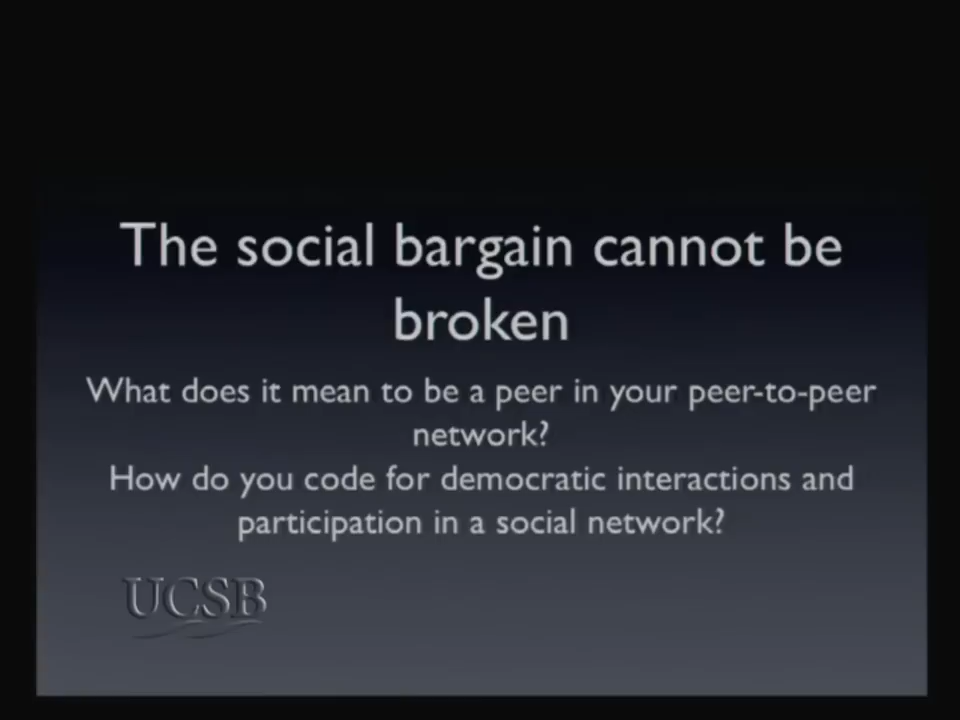 The social bargain cannot be
broken
What does it mean to be a peer in your peer-to-peer
network?
How do you code for democratic interactions and
participation in a social network?
UCSB